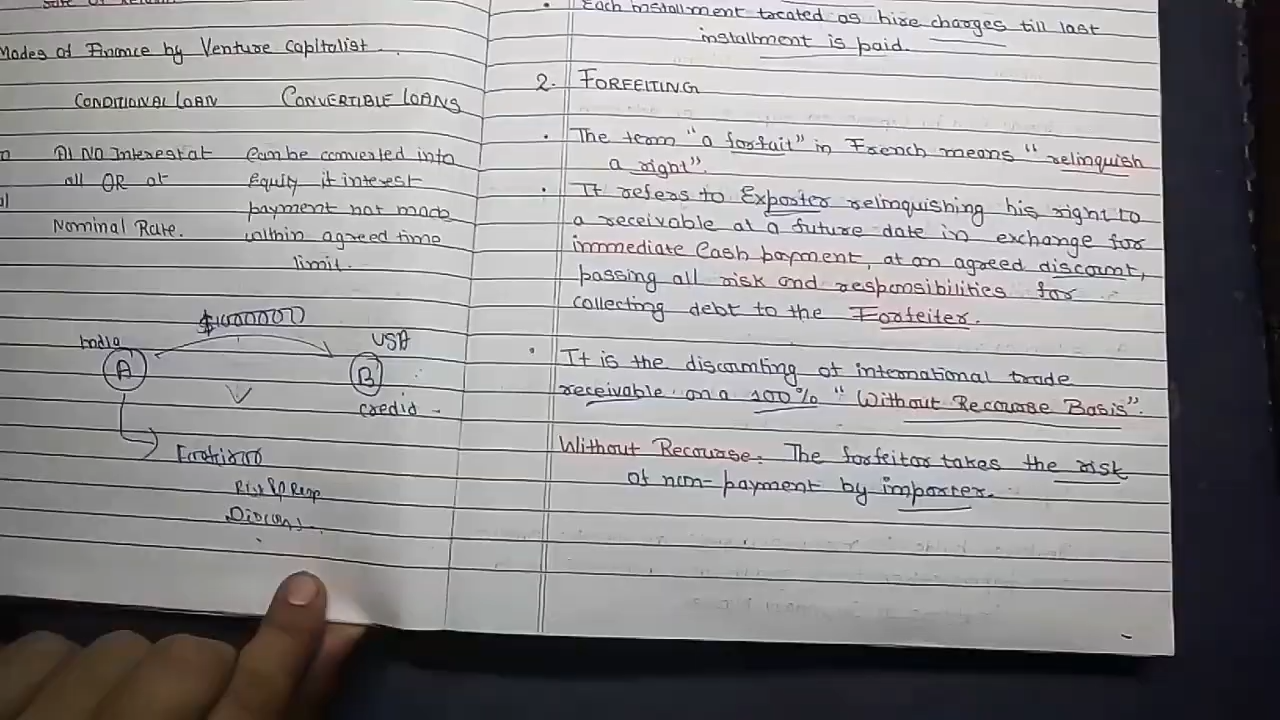 Modes of Finance by Venture Capitalist.
CONDITIONAL LOAN CONVERTIBLE LOANS
A) No Interest at Can be converted into
all OR at Equity if interest
payment not made
Nominal Rate. within agreed time
limit.
India USA
A B
credid
Discou
Each installment treated as hire charges till last
installment is paid.
2. FORFEITING
• The term "a forfait" in French means "relinquish
a right".
• It refers to Exporter relinquishing his right to
a receivable at a future date in exchange for
immediate Cash payment, at an agreed discount,
passing all risk and responsibilities for
collecting debt to the Forfeiter.
• It is the discounting of international trade
receivable on a 100% "Without Recourse Basis".
Without Recourse: The forfeitor takes the risk
of non-payment by importer.